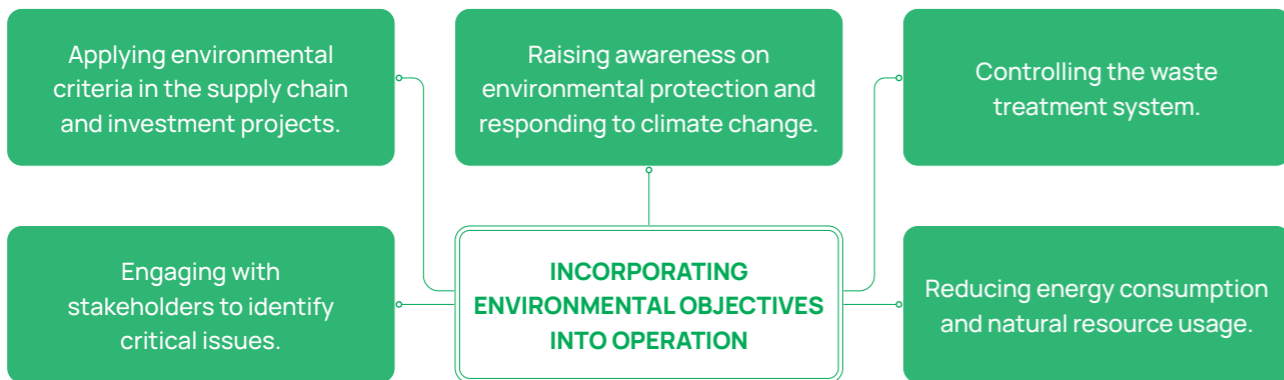 Applying environmental
criteria in the supply chain
and investment projects.
Raising awareness on
environmental protection and
responding to climate change.
Controlling the waste
treatment system.
Engaging with
stakeholders to identify
critical issues.
INCORPORATING
ENVIRONMENTAL OBJECTIVES
INTO OPERATION
Reducing energy consumption
and natural resource usage.